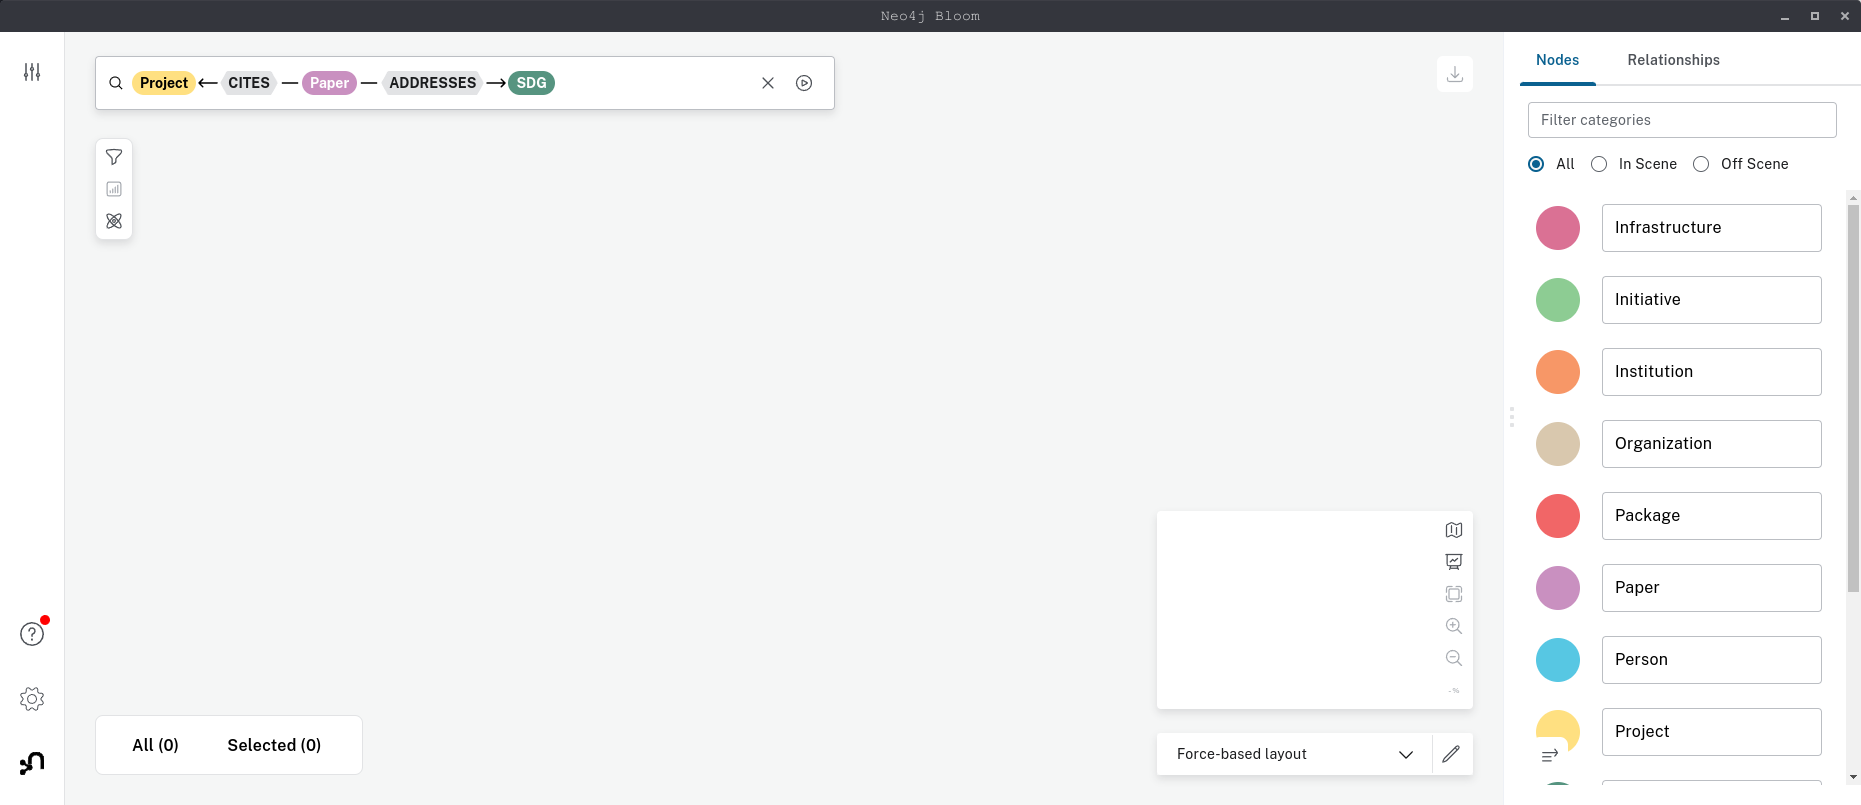 Neo4j Bloom
Project CITES Paper ADDRESSES SDG
Nodes Relationships
Filter categories
All In Scene Off Scene
Infrastructure
Initiative
Institution
Organization
Package
Paper
Person
Project
- %
All (0) Selected (0)
Force-based layout